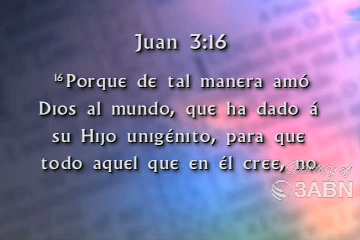 Juan 3:16
16 Porque de tal manera amó
Dios al mundo, que ha dado á
su Hijo unigénito, para que
todo aquel que en él cree, no
3ABN